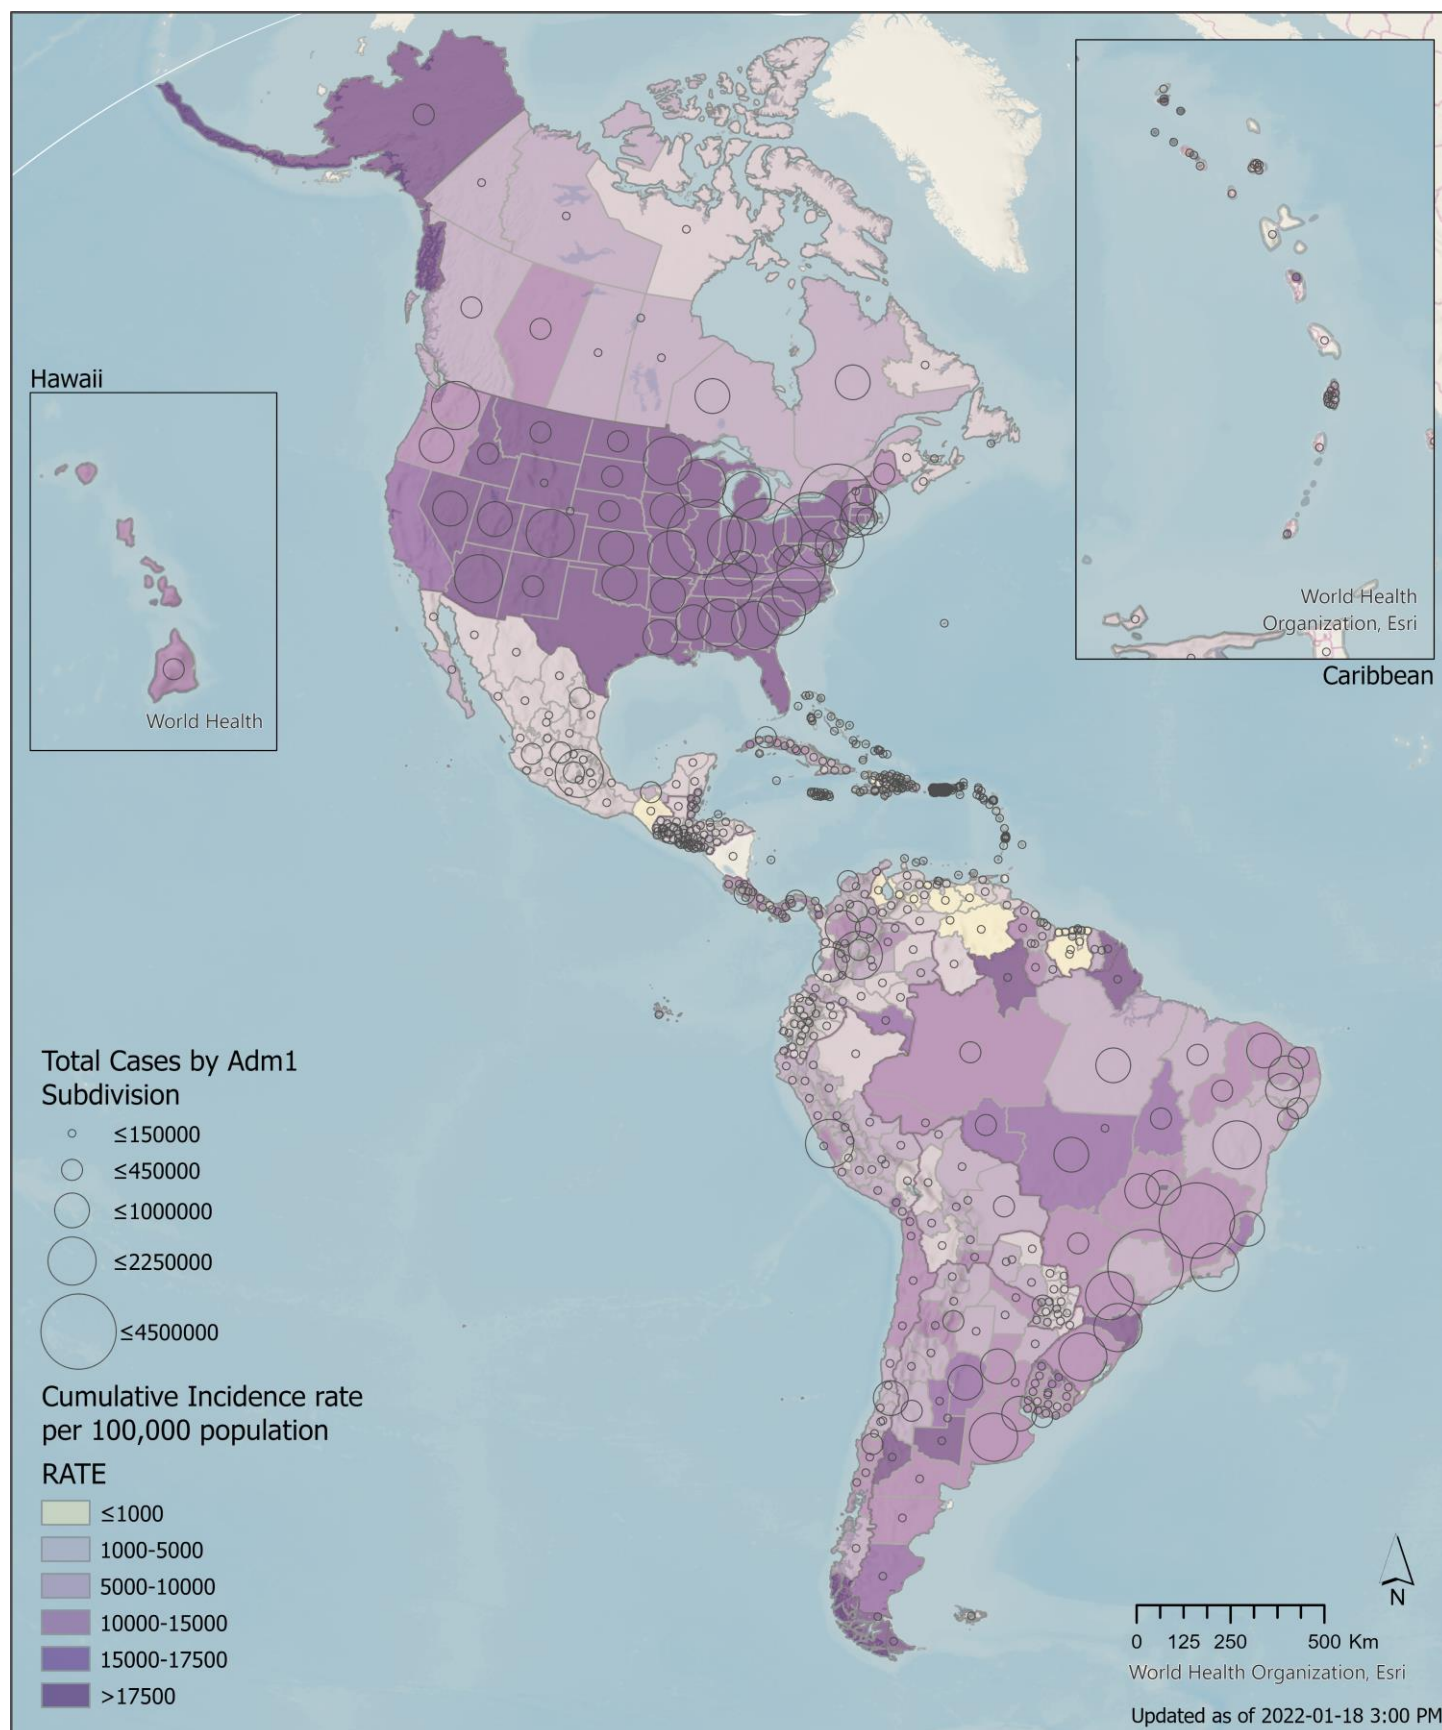 Hawaii
World Health
World Health
Organization, Esri
Caribbean
Total Cases by Adm1
Subdivision
≤150000
≤450000
≤1000000
≤2250000
≤4500000
Cumulative Incidence rate
per 100,000 population
RATE
≤1000
1000-5000
5000-10000
10000-15000
15000-17500
>17500
N
0 125 250 500 Km
World Health Organization, Esri
Updated as of 2022-01-18 3:00 PM